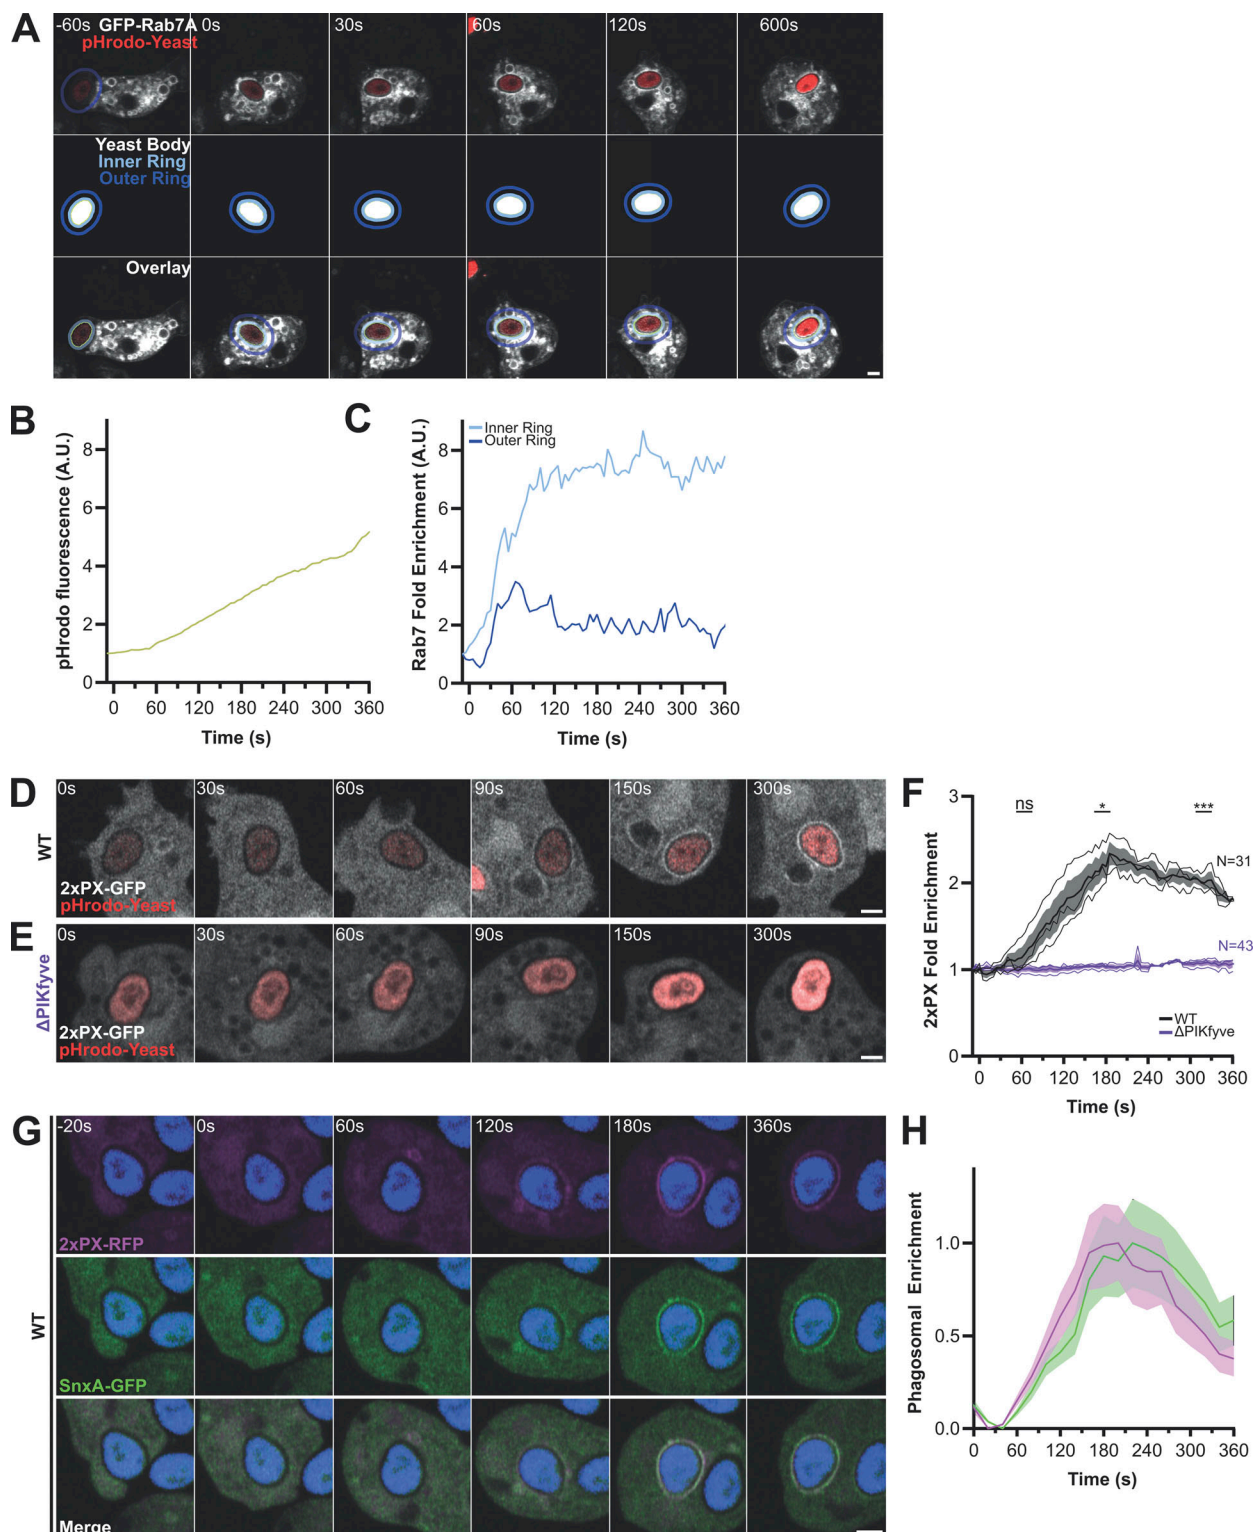 A
-60s
GFP-Rab7A
pHrodo-Yeast
0s
30s
60s
120s
600s
Yeast Body
Inner Ring
Outer Ring
Overlay
B
pHrodo fluorescence (A.U.)
8
6
4
2
0
0 60 120 180 240 300 360
Time (s)
C
Rab7 Fold Enrichment (A.U.)
Inner Ring
Outer Ring
8
6
4
2
0
0 60 120 180 240 300 360
Time (s)
D
WT
0s
30s
60s
90s
150s
300s
2xPX-GFP
pHrodo-Yeast
E
ΔPIKfyve
0s
30s
60s
90s
150s
300s
2xPX-GFP
pHrodo-Yeast
F
2xPX Fold Enrichment
3
2
1
0
ns
*
***
N=31
N=43
WT
ΔPIKfyve
0 60 120 180 240 300 360
Time (s)
G
WT
-20s
0s
60s
120s
180s
360s
2xPX-RFP
SnxA-GFP
Merge
H
Phagosomal Enrichment
1.0
0.5
0.0
0 60 120 180 240 300 360
Time (s)